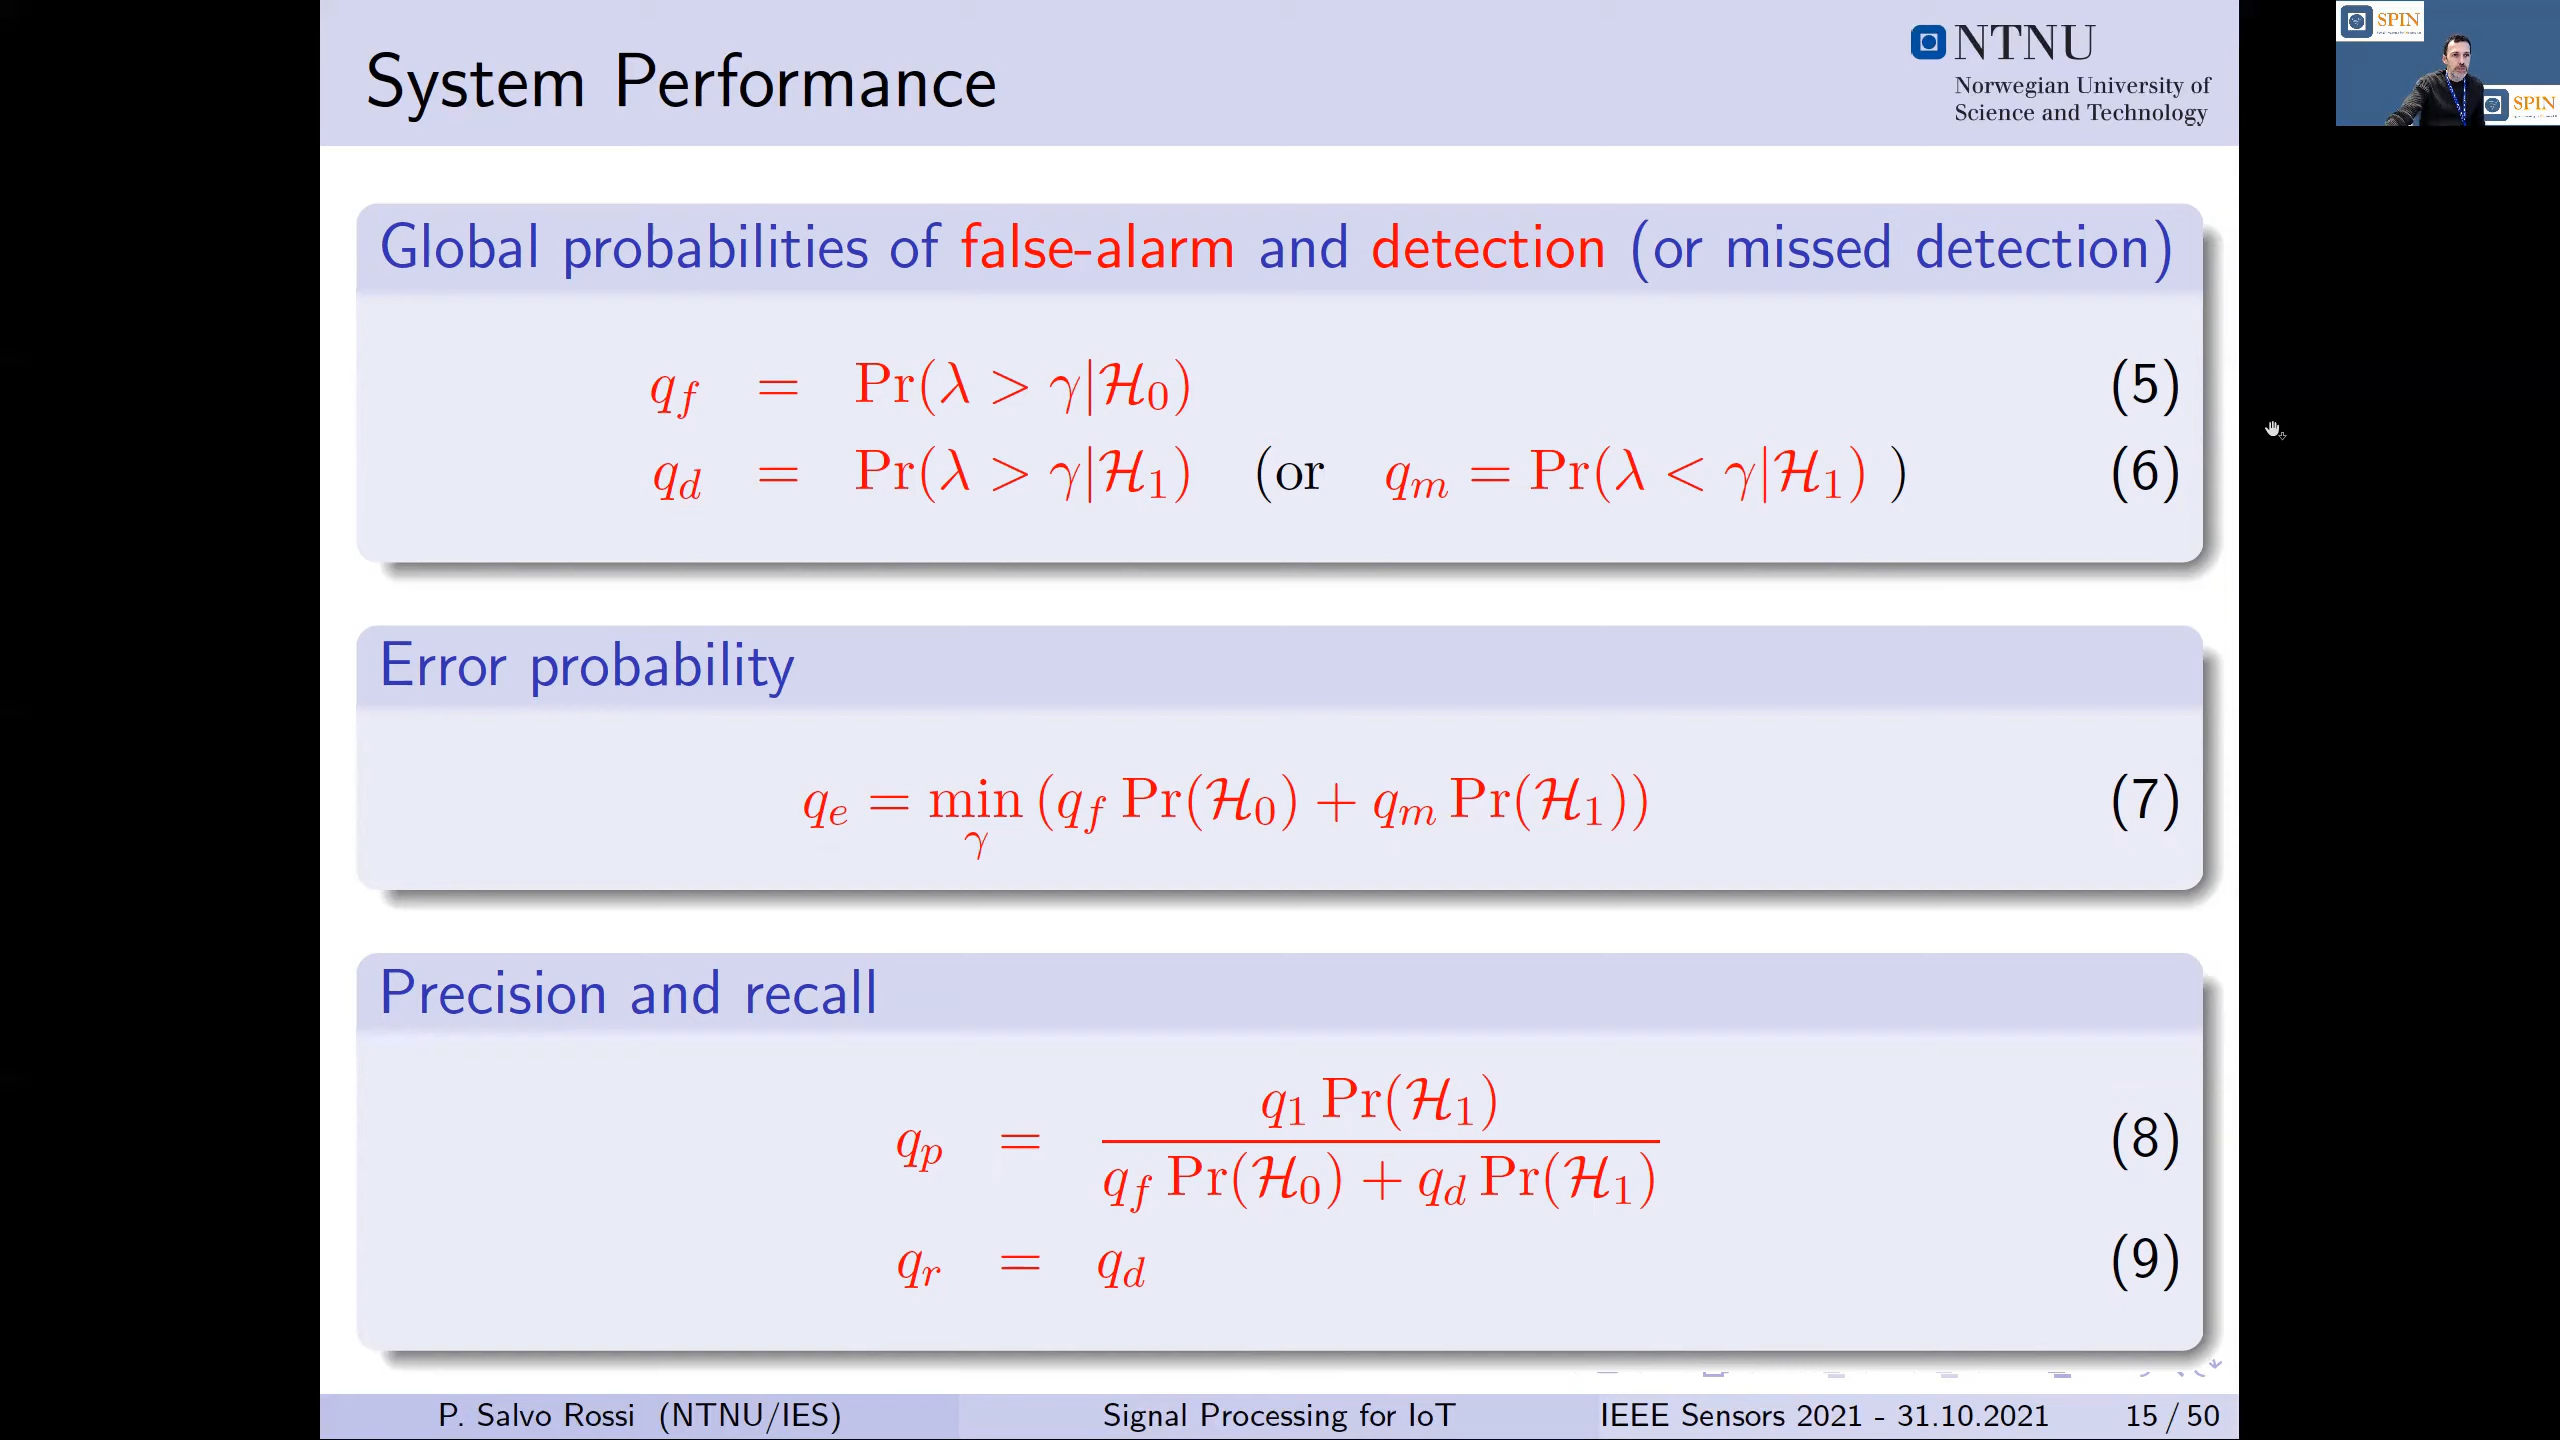 System Performance
NTNU
Norwegian University of
Science and Technology
SPIN
SPIN
Global probabilities of false-alarm and detection (or missed detection)
q_f = Pr(λ > γ|ℋ_0) (5)
q_d = Pr(λ > γ|ℋ_1) (or q_m = Pr(λ < γ|ℋ_1) ) (6)
Error probability
q_e = min_γ (q_f Pr(ℋ_0) + q_m Pr(ℋ_1)) (7)
Precision and recall
q_p = \frac{q_1 Pr(ℋ_1)}{q_f Pr(ℋ_0) + q_d Pr(ℋ_1)} (8)
q_r = q_d (9)
P. Salvo Rossi (NTNU/IES) Signal Processing for IoT IEEE Sensors 2021 - 31.10.2021 15 / 50